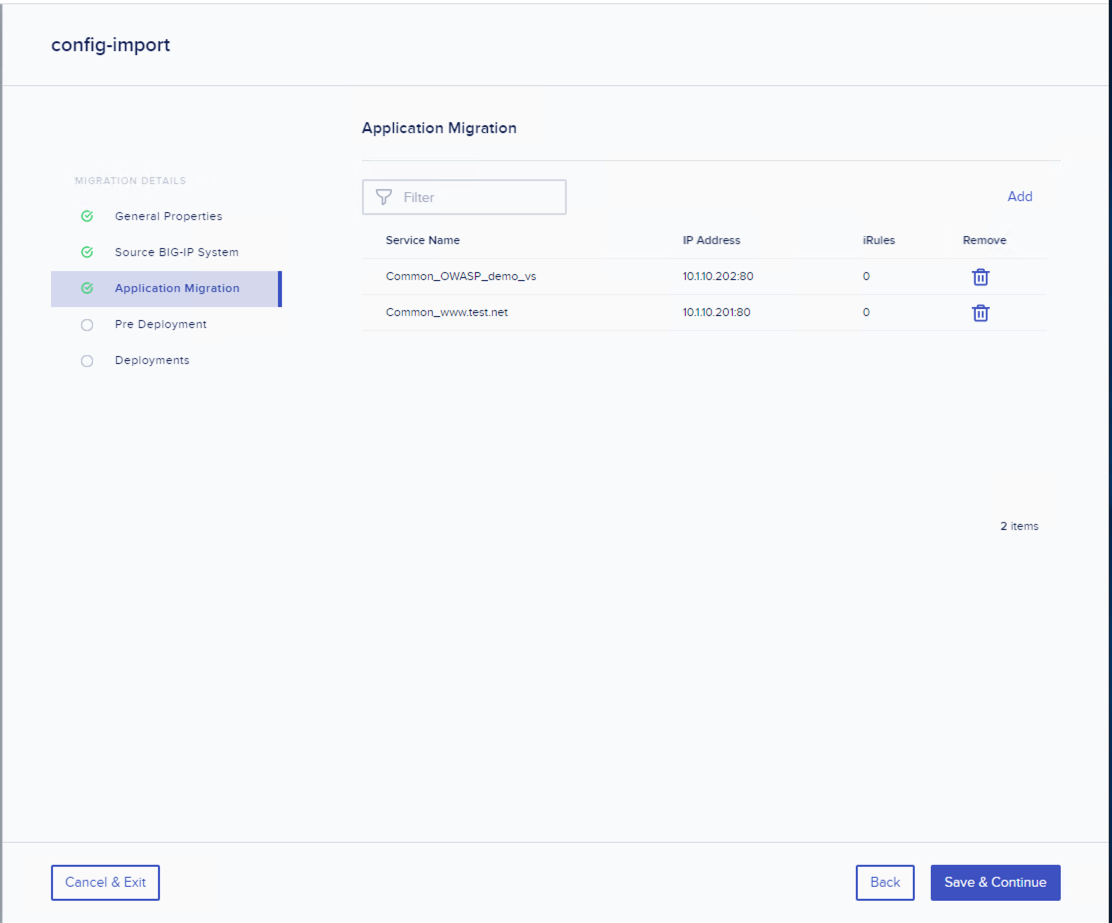 config-import
Application Migration
MIGRATION DETAILS
General Properties
Source BIG-IP System
Application Migration
Pre Deployment
Deployments
Filter
Add
Service Name IP Address iRules Remove
Common_OWASP_demo_vs 10.1.10.202:80 0
Common_www.test.net 10.1.10.201:80 0
2 items
Cancel & Exit
Back
Save & Continue